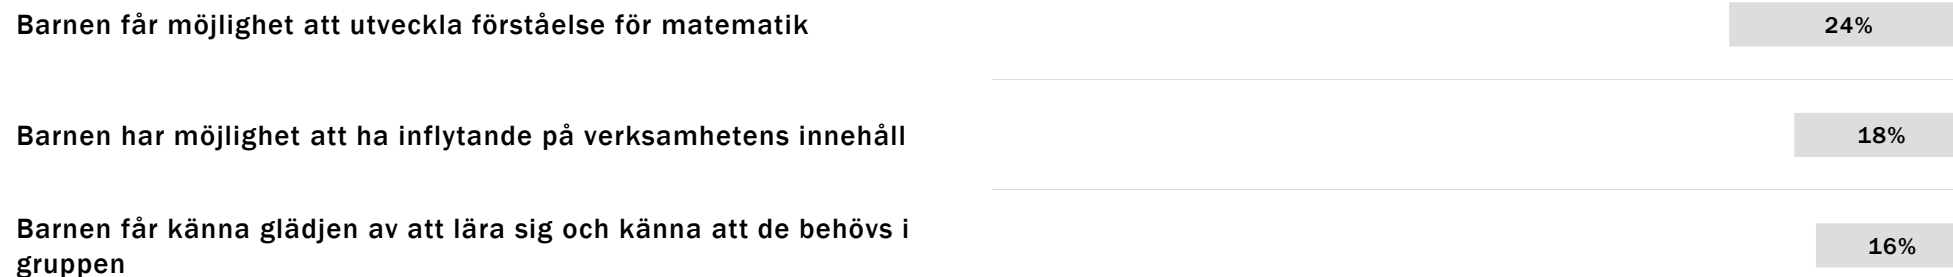 Barnen får möjlighet att utveckla förståelse för matematik
24%
Barnen har möjlighet att ha inflytande på verksamhetens innehåll
18%
Barnen får känna glädjen av att lära sig och känna att de behövs i
gruppen
16%